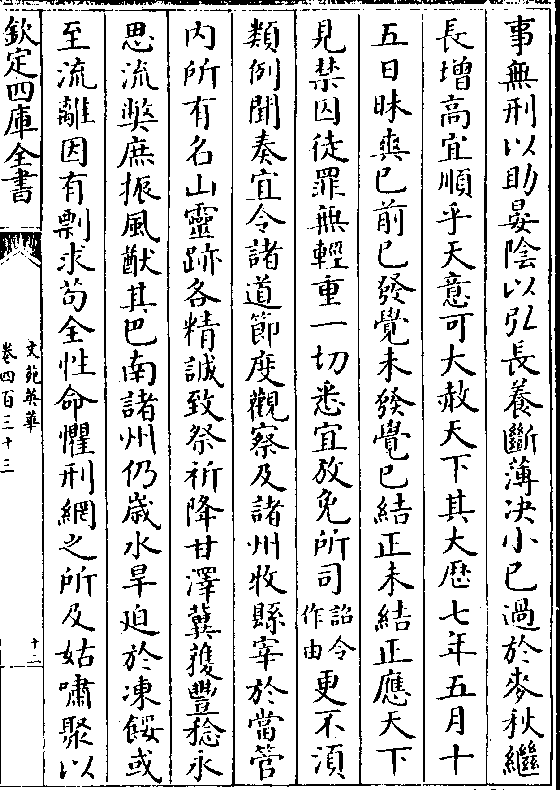 事無刑以助晏陰以弘長養斷薄決小已過於麥秋繼
長增高宜順乎天意可大赦天下其大厯七年五月十
五日昧爽已前已發覺未發覺已結正未結正應天下
見禁囚徒罪無輕重一切悉宜放免所司詔令作由更不湏
類例聞奏宜令諸道節度觀察及諸州牧縣宰於當管
内所有名山靈跡各精誠致祭祈降甘澤冀獲豐稔永
思流弊庶振風猷其巴南諸州仍歳水旱廹於凍餒或
至流離因有剽求苟全性命懼刑網之所及姑嘯聚以
欽定四庫全書
文苑英華
卷四百三十三
十二